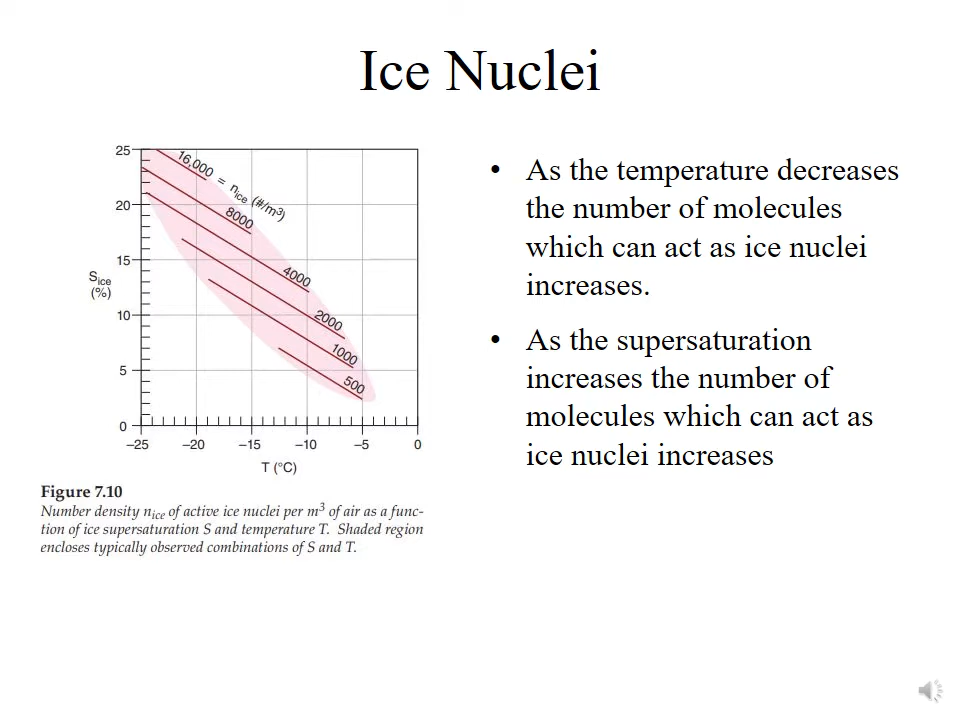 Ice Nuclei
25
20
15
10
5
0
S_ice
(%)
16,000 = n_ice (#/m³)
8000
4000
2000
1000
500
–25 –20 –15 –10 –5 0
T (°C)
Figure 7.10
Number density n_ice of active ice nuclei per m³ of air as a func-
tion of ice supersaturation S and temperature T. Shaded region
encloses typically observed combinations of S and T.
• As the temperature decreases
the number of molecules
which can act as ice nuclei
increases.
• As the supersaturation
increases the number of
molecules which can act as
ice nuclei increases